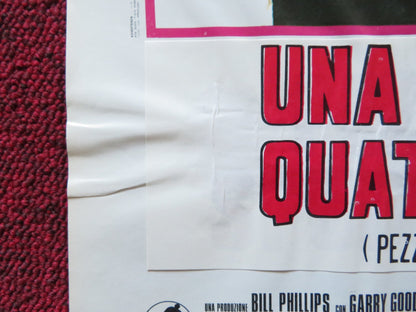 UNA
QUAT
( PEZZ
UNA PRODUZIONE BILL PHILLIPS CON GARRY GOOD